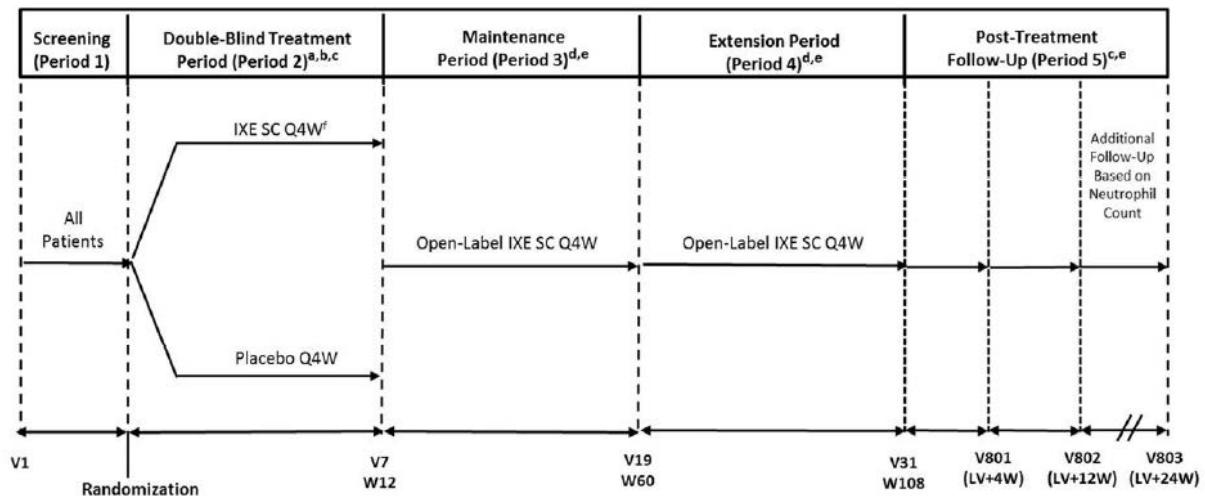 Screening
(Period 1)
Double-Blind Treatment
Period (Period 2)a,b,c
Maintenance
Period (Period 3)d,e
Extension Period
(Period 4)d,e
Post-Treatment
Follow-Up (Period 5)c,e
IXE SC Q4Wf
Additional
Follow-Up
Based on
Neutrophil
Count
All
Patients
Open-Label IXE SC Q4W
Open-Label IXE SC Q4W
Placebo Q4W
V1
Randomization
V7
W12
V19
W60
V31
W108
V801
(LV+4W)
V802
(LV+12W)
V803
(LV+24W)